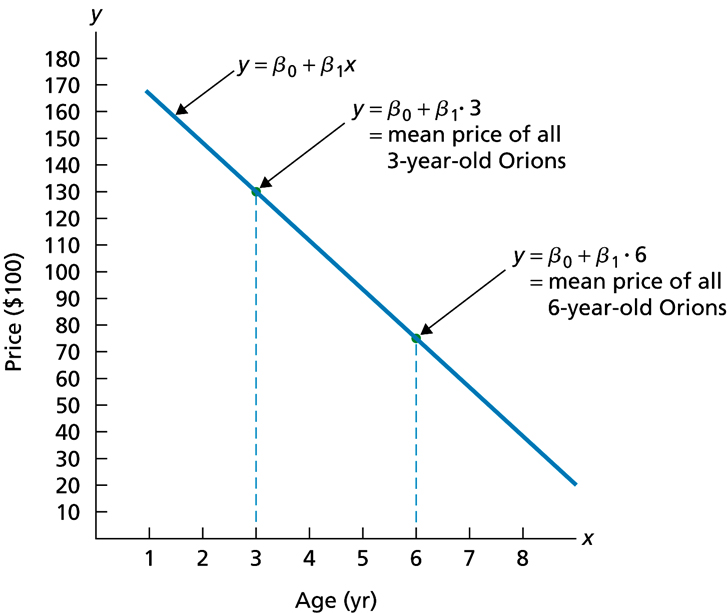 y
180
170
160
150
140
130
120
110
100
90
80
70
60
50
40
30
20
10
Price ($100)
y = β₀ + β₁x
y = β₀ + β₁· 3
= mean price of all
3-year-old Orions
y = β₀ + β₁· 6
= mean price of all
6-year-old Orions
1 2 3 4 5 6 7 8
x
Age (yr)